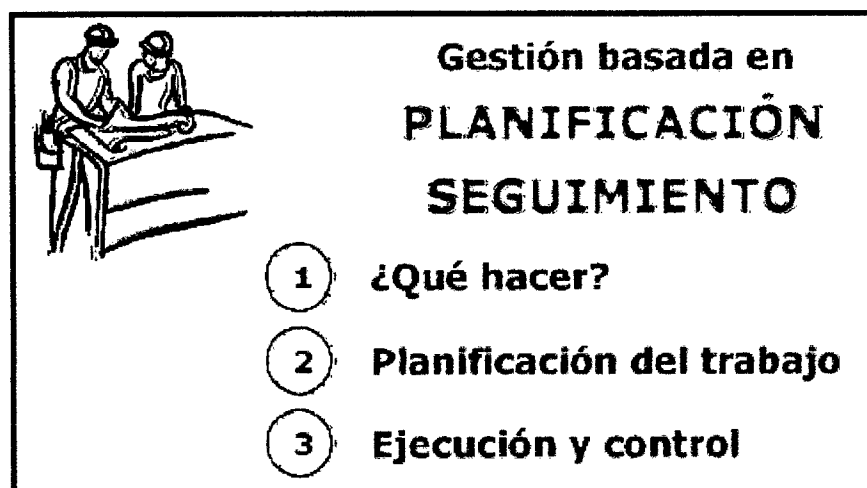 Gestión basada en
PLANIFICACIÓN
SEGUIMIENTO
1 ¿Qué hacer?
2 Planificación del trabajo
3 Ejecución y control